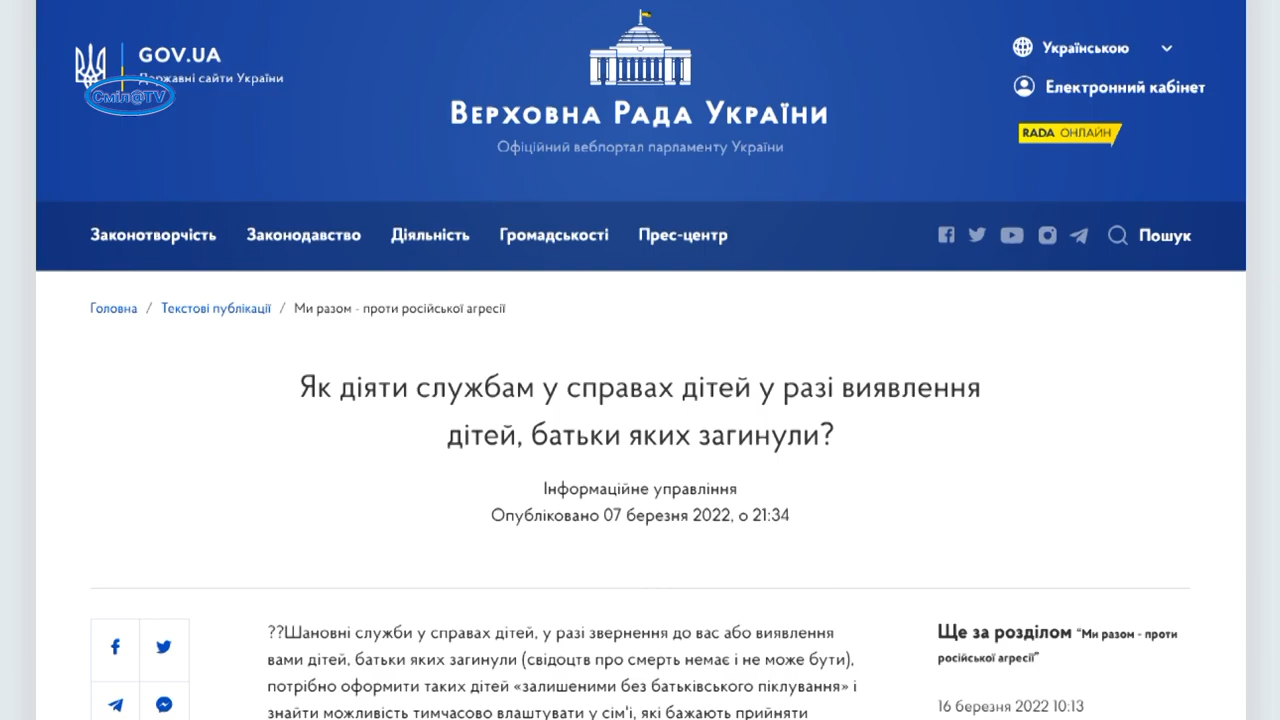 GOV.UA
Державні сайти України
Сміл@TV
Верховна Рада України
Офіційний вебпортал парламенту України
Українською
Електронний кабінет
RADA ОНЛАЙН
Законотворчість Законодавство Діяльність Громадськості Прес-центр Пошук
Головна / Текстові публікації / Ми разом - проти російської агресії
Як діяти службам у справах дітей у разі виявлення
дітей, батьки яких загинули?
Інформаційне управління
Опубліковано 07 березня 2022, о 21:34
??Шановні служби у справах дітей, у разі звернення до вас або виявлення
вами дітей, батьки яких загинули (свідоцтв про смерть немає і не може бути),
потрібно оформити таких дітей «залишеними без батьківського піклування» і
знайти можливість тимчасово влаштувати у сім'ї, які бажають прийняти
Ще за розділом "Ми разом - проти
російської агресії"
16 березня 2022 10:13